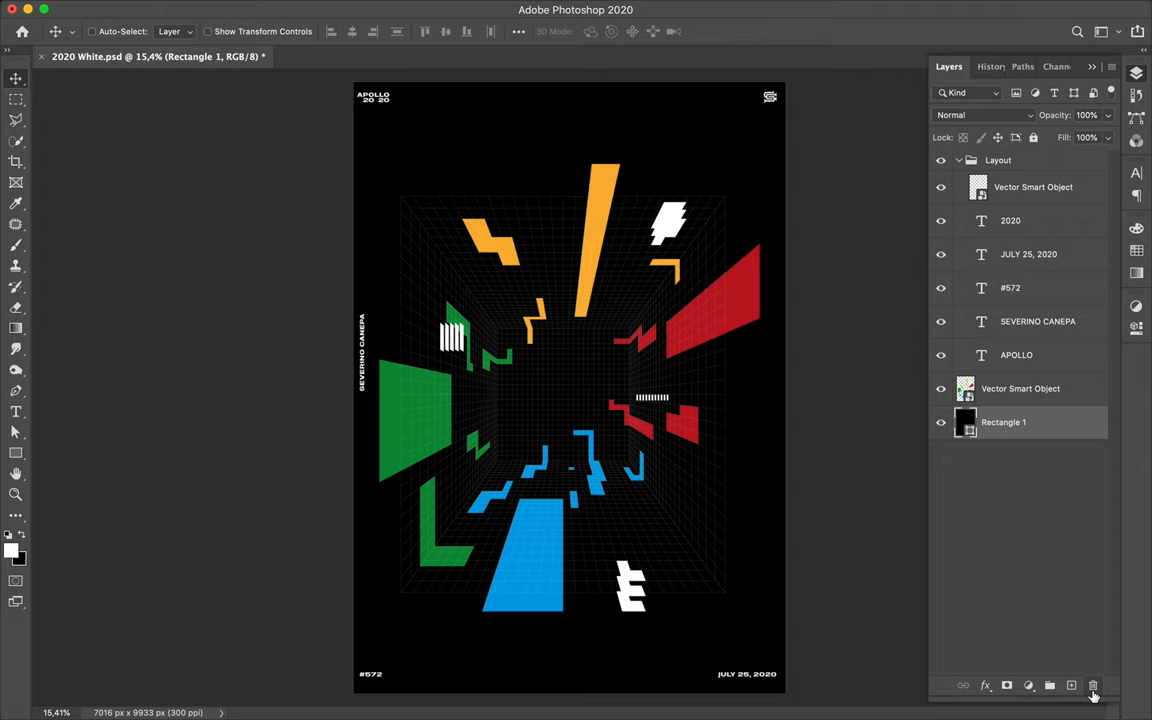 Adobe Photoshop 2020
Auto-Select: Layer Show Transform Controls 3D Mode:
2020 White.psd @ 15,4% (Rectangle 1, RGB/8) *
APOLLO
20 20
SEVERINO CANEPA
#572
JULY 25, 2020
Layers Histor Paths Chann
Kind
Normal Opacity: 100%
Lock: Fill: 100%
Layout
Vector Smart Object
2020
JULY 25, 2020
#572
SEVERINO CANEPA
APOLLO
Vector Smart Object
Rectangle 1
15,41% 7016 px x 9933 px (300 ppi)